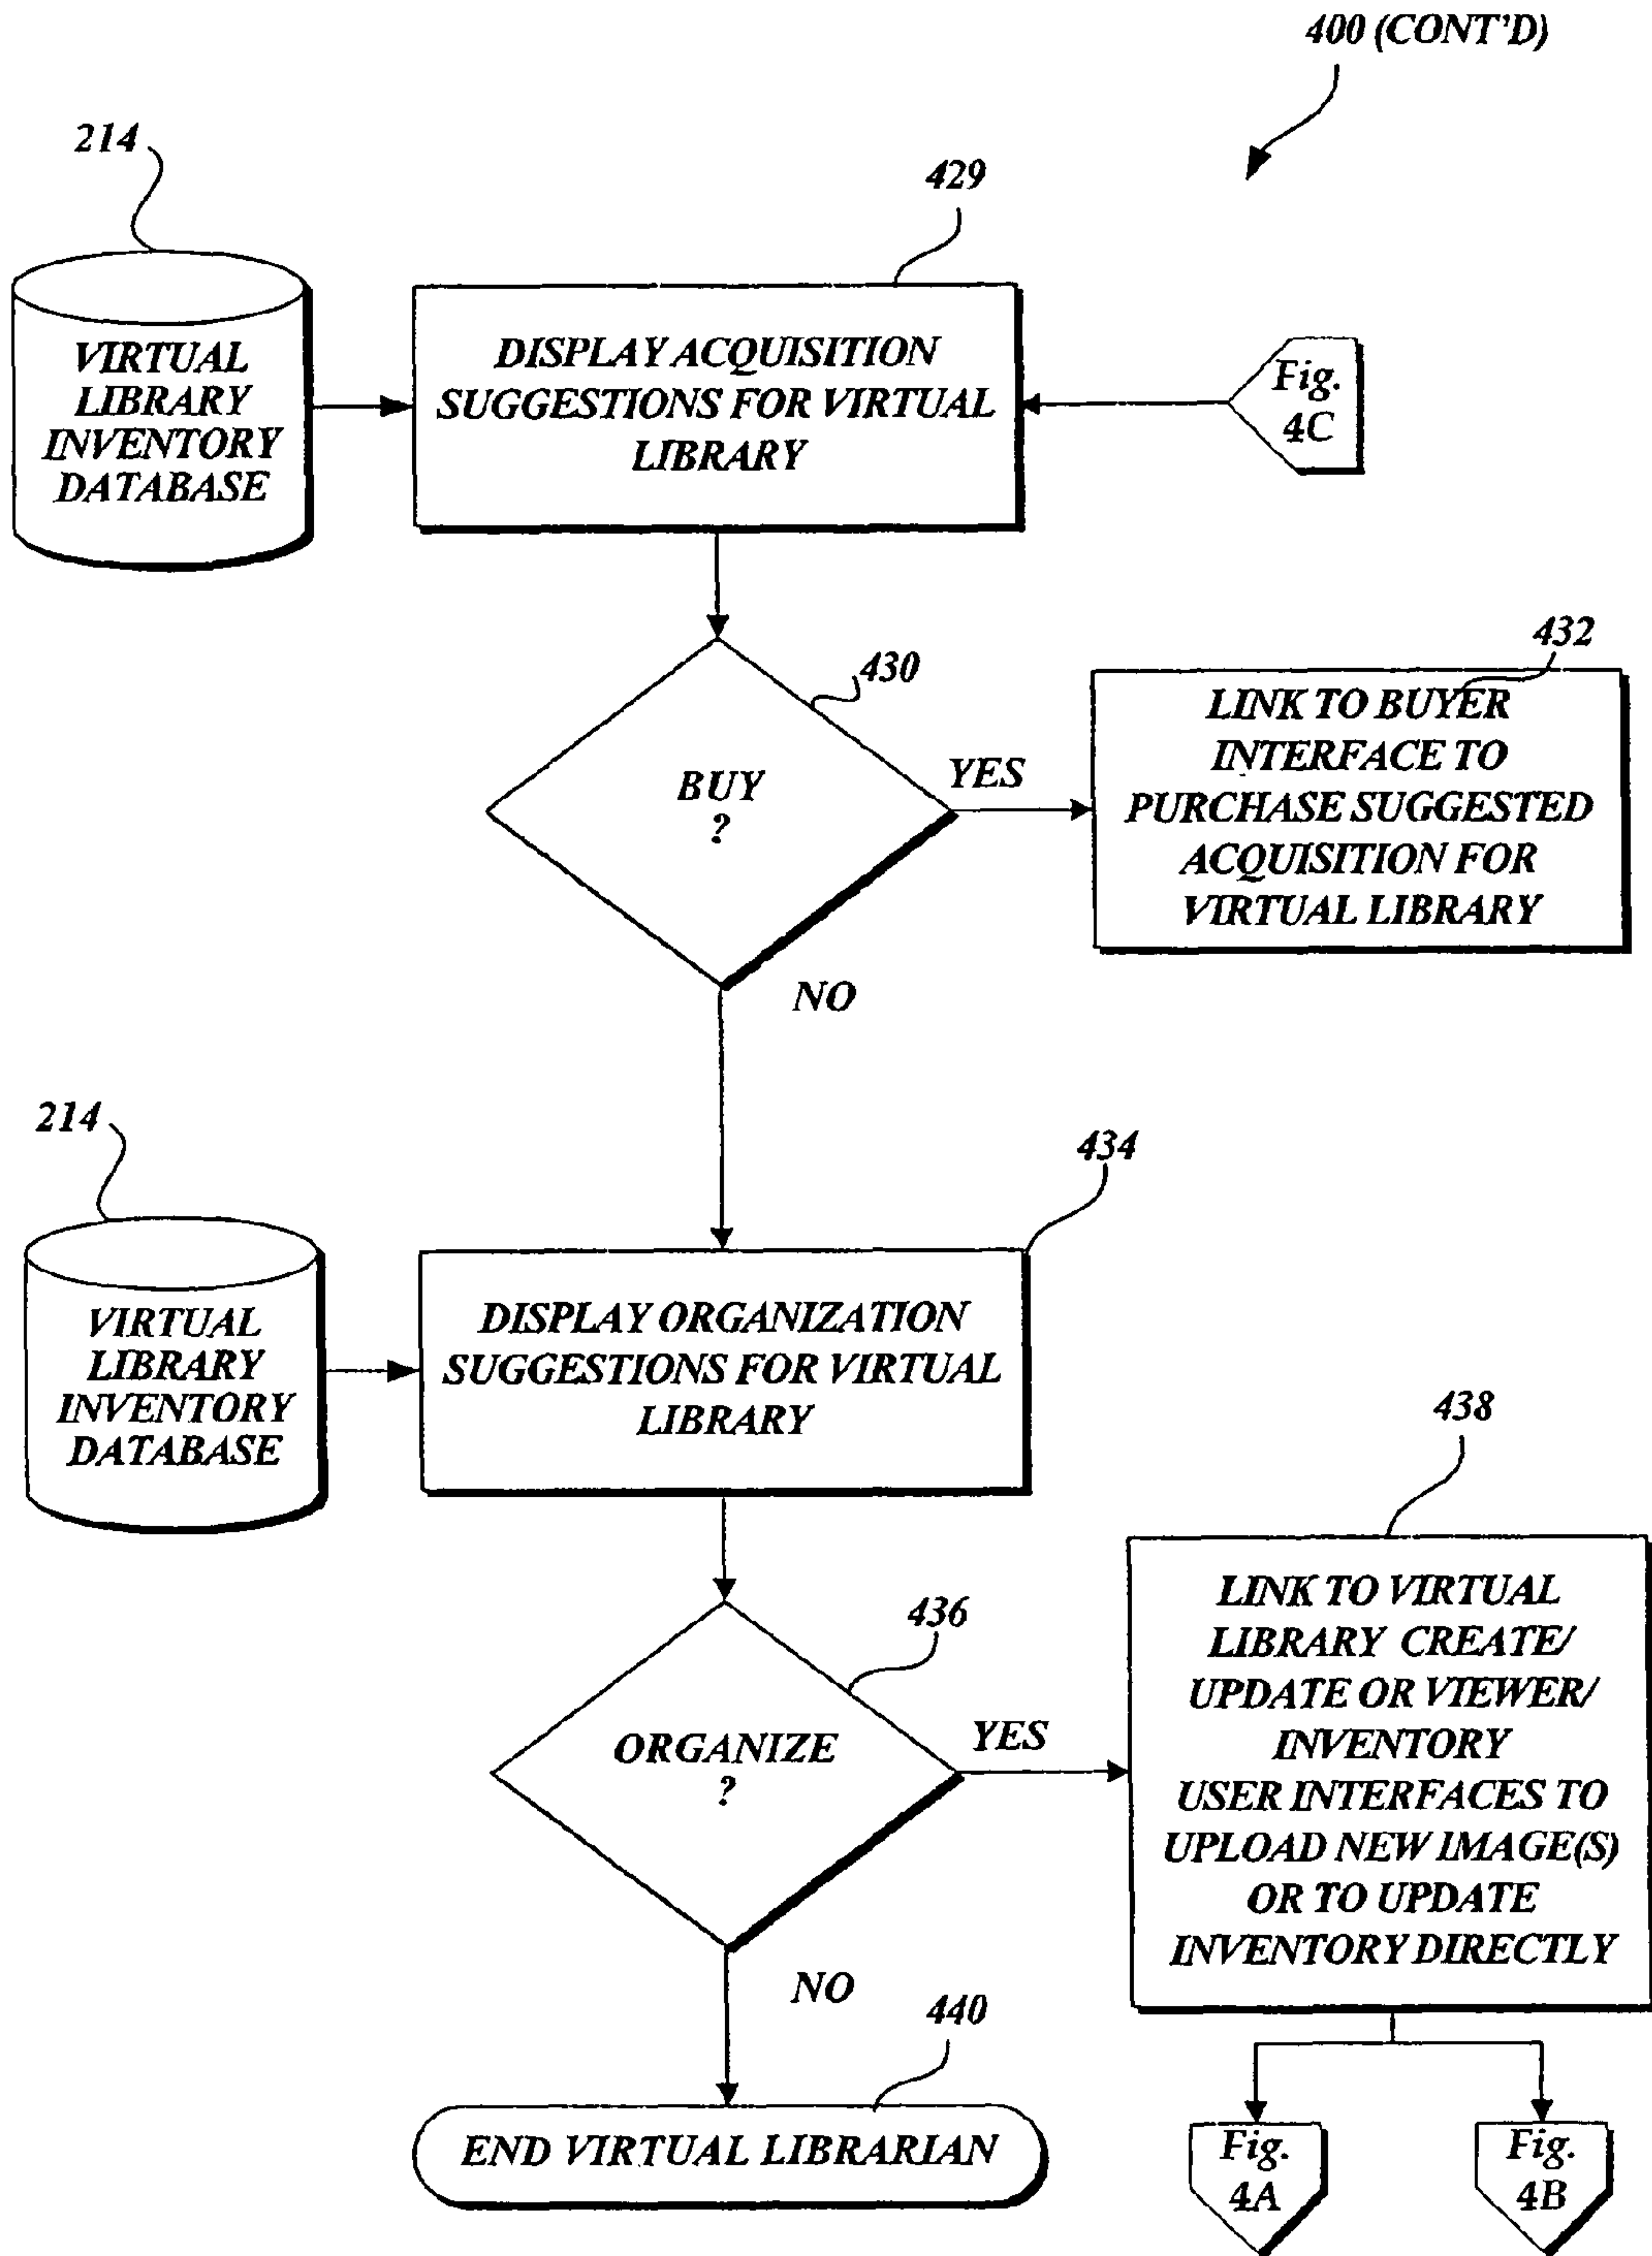 400 (CONT'D)
214
429
VIRTUAL
LIBRARY
INVENTORY
DATABASE
DISPLAY ACQUISITION
SUGGESTIONS FOR VIRTUAL
LIBRARY
Fig.
4C
430
BUY
?
YES
NO
432
LINK TO BUYER
INTERFACE TO
PURCHASE SUGGESTED
ACQUISITION FOR
VIRTUAL LIBRARY
214
434
VIRTUAL
LIBRARY
INVENTORY
DATABASE
DISPLAY ORGANIZATION
SUGGESTIONS FOR VIRTUAL
LIBRARY
436
ORGANIZE
?
YES
NO
438
LINK TO VIRTUAL
LIBRARY CREATE/
UPDATE OR VIEWER/
INVENTORY
USER INTERFACES TO
UPLOAD NEW IMAGE(S)
OR TO UPDATE
INVENTORY DIRECTLY
440
END VIRTUAL LIBRARIAN
Fig.
4A
Fig.
4B